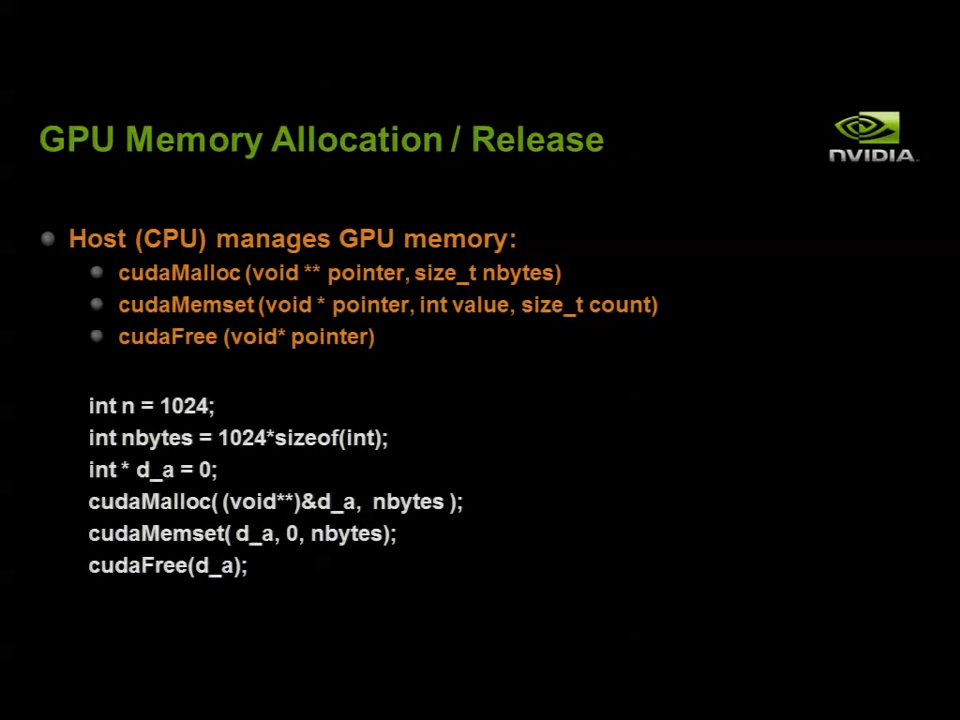 GPU Memory Allocation / Release
NVIDIA
Host (CPU) manages GPU memory:
cudaMalloc (void ** pointer, size_t nbytes)
cudaMemset (void * pointer, int value, size_t count)
cudaFree (void* pointer)
int n = 1024;
int nbytes = 1024*sizeof(int);
int * d_a = 0;
cudaMalloc( (void**)&d_a, nbytes );
cudaMemset( d_a, 0, nbytes);
cudaFree(d_a);